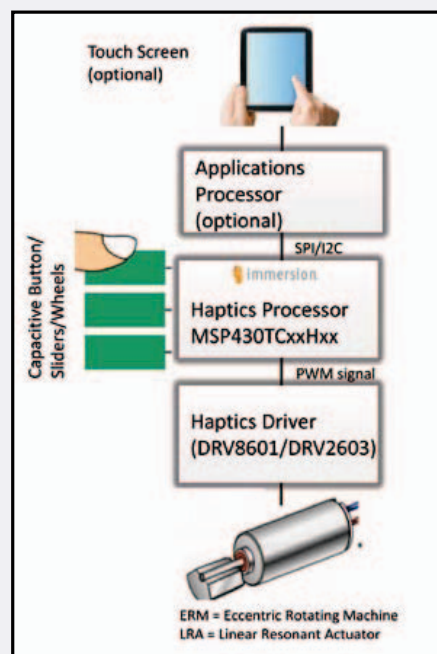 Touch Screen
(optional)
Applications
Processor
(optional)
SPI/I2C
Capacitive Button/
Sliders/Wheels
immersion
Haptics Processor
MSP430TCxxHxx
PWM signal
Haptics Driver
(DRV8601/DRV2603)
ERM = Eccentric Rotating Machine
LRA = Linear Resonant Actuator